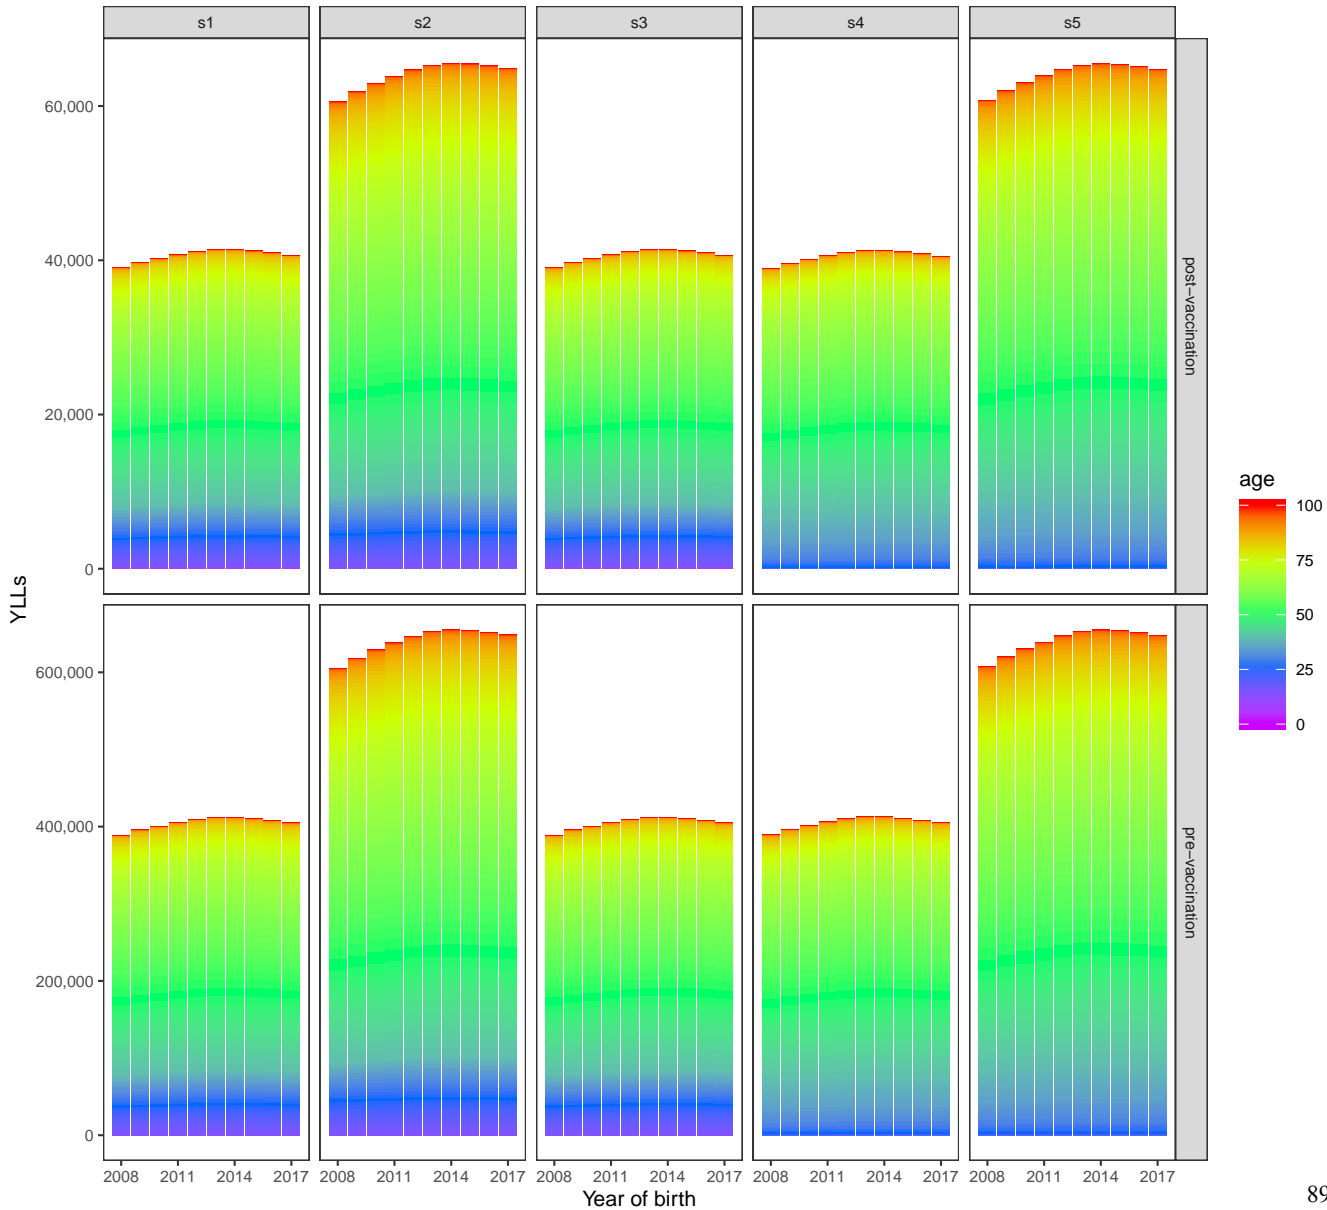 s1 s2 s3 s4 s5
60,000
40,000
20,000
0
post−vaccination
YLLs
600,000
400,000
200,000
0
pre−vaccination
2008 2011 2014 2017 2008 2011 2014 2017 2008 2011 2014 2017 2008 2011 2014 2017 2008 2011 2014 2017
Year of birth
age
100
75
50
25
0
89